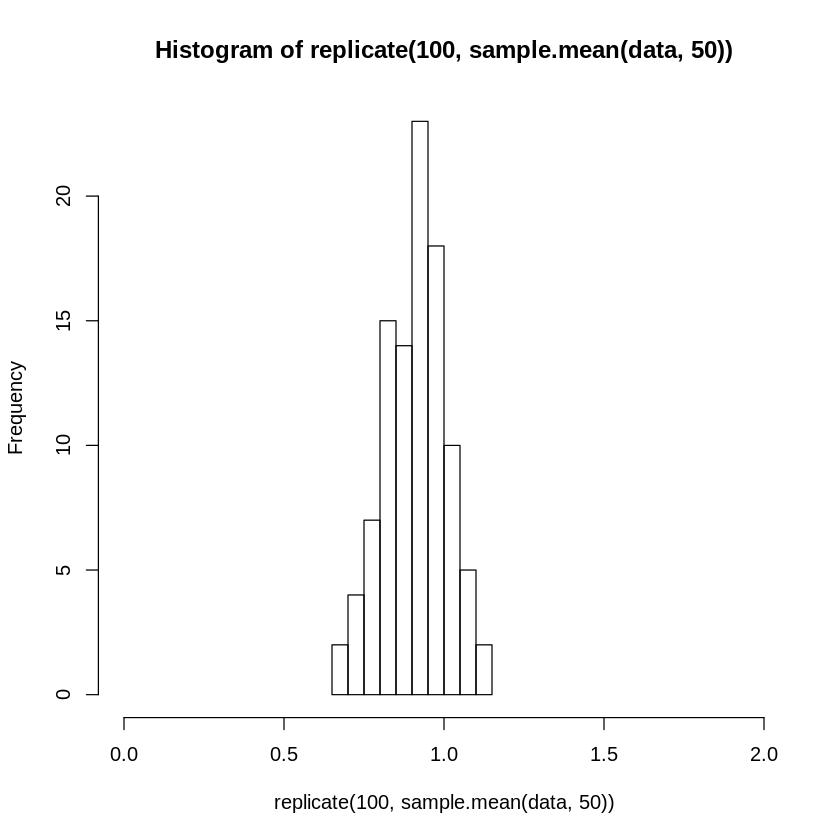 Histogram of replicate(100, sample.mean(data, 50))
Frequency
20
15
10
5
0
0.0 0.5 1.0 1.5 2.0
replicate(100, sample.mean(data, 50))